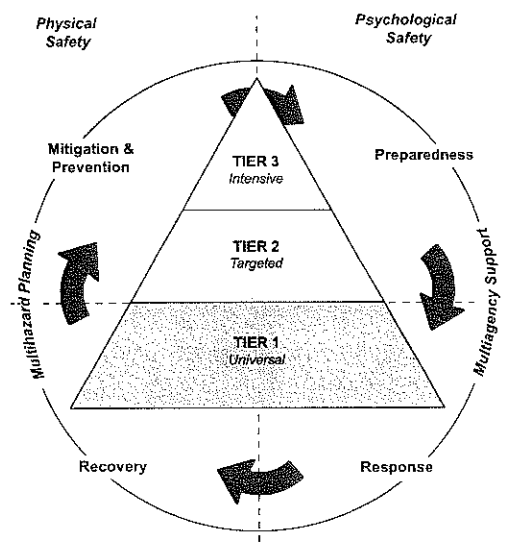 Physical
Safety
Psychological
Safety
Mitigation &
Prevention
TIER 3
Intensive
Preparedness
TIER 2
Targeted
Multihazard Planning
Multiagency Support
TIER 1
Universal
Recovery
Response